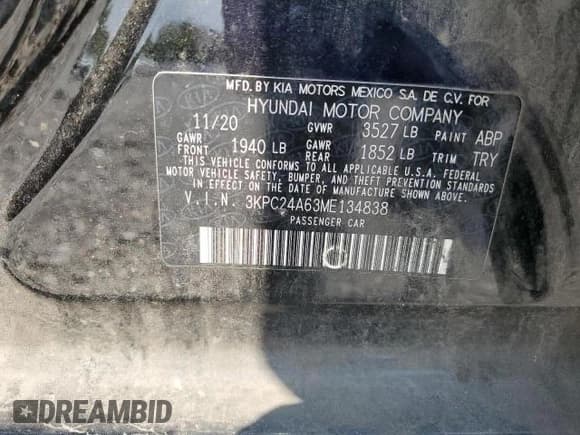 MFD. BY KIA MOTORS MEXICO S.A. DE C.V. FOR
HYUNDAI MOTOR COMPANY
11/20 GVWR 3527 LB PAINT ABP
GAWR FRONT 1940 LB GAWR REAR 1852 LB TRIM TRY
THIS VEHICLE CONFORMS TO ALL APPLICABLE U.S.A. FEDERAL
MOTOR VEHICLE SAFETY, BUMPER, AND THEFT PREVENTION STANDARDS
IN EFFECT ON THE DATE OF MANUFACTURE SHOWN ABOVE.
V.I.N. 3KPC24A63ME134838
PASSENGER CAR
DREAMBID